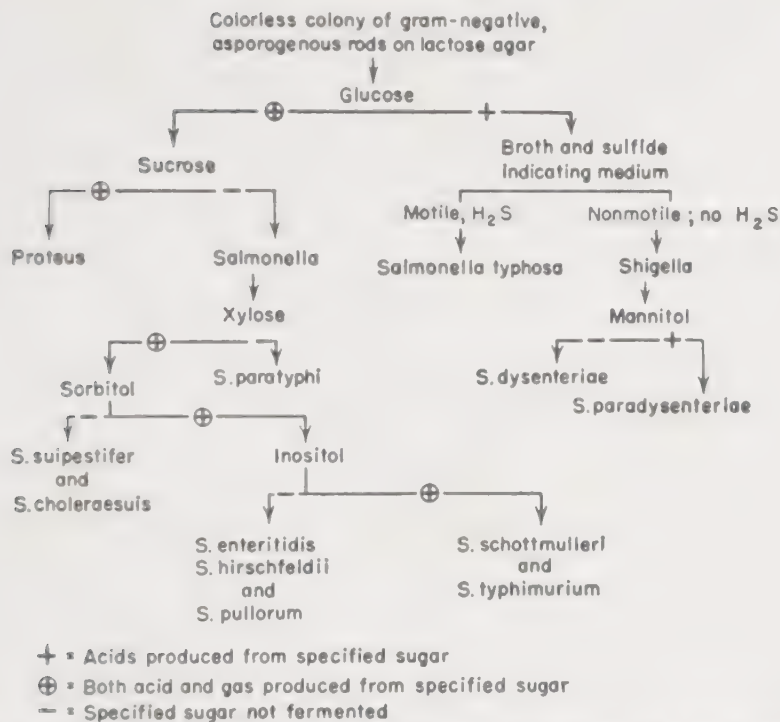 Colorless colony of gram-negative,
asporogenous rods on lactose agar
Glucose
⊕
+
Sucrose
Broth and sulfide
indicating medium
⊕
−
Motile, H₂S
Nonmotile ; no H₂S
Proteus
Salmonella
Salmonella typhosa
Shigella
Xylose
Mannitol
⊕
−
−
+
Sorbitol
S. paratyphi
S. dysenteriae
S. paradysenteriae
−
⊕
S. suipestifer
and
S. choleraesuis
Inositol
−
⊕
S. enteritidis
S. hirschfeldii
and
S. pullorum
S. schottmulleri
and
S. typhimurium
+ = Acids produced from specified sugar
⊕ = Both acid and gas produced from specified sugar
− = Specified sugar not fermented